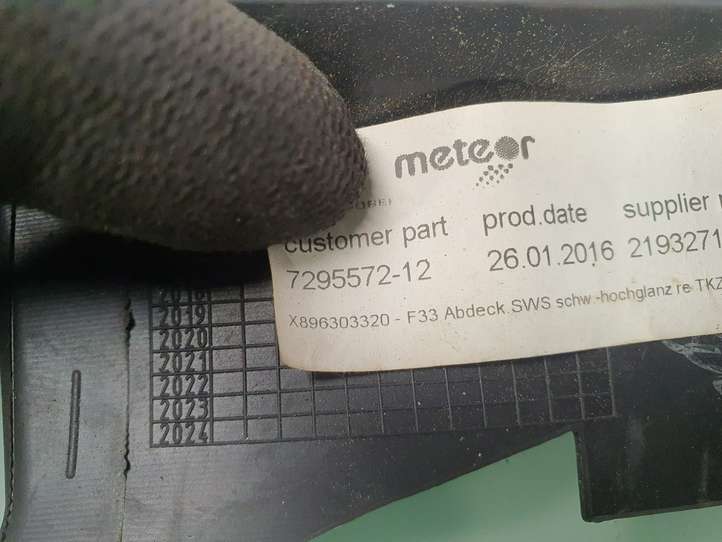 meteor
customer part prod.date supplier
7295572-12 26.01.2016 2193271
X896303320 - F33 Abdeck.SWS schw.-hochglanz re TKZ
2018
2019
2020
2021
2022
2023
2024